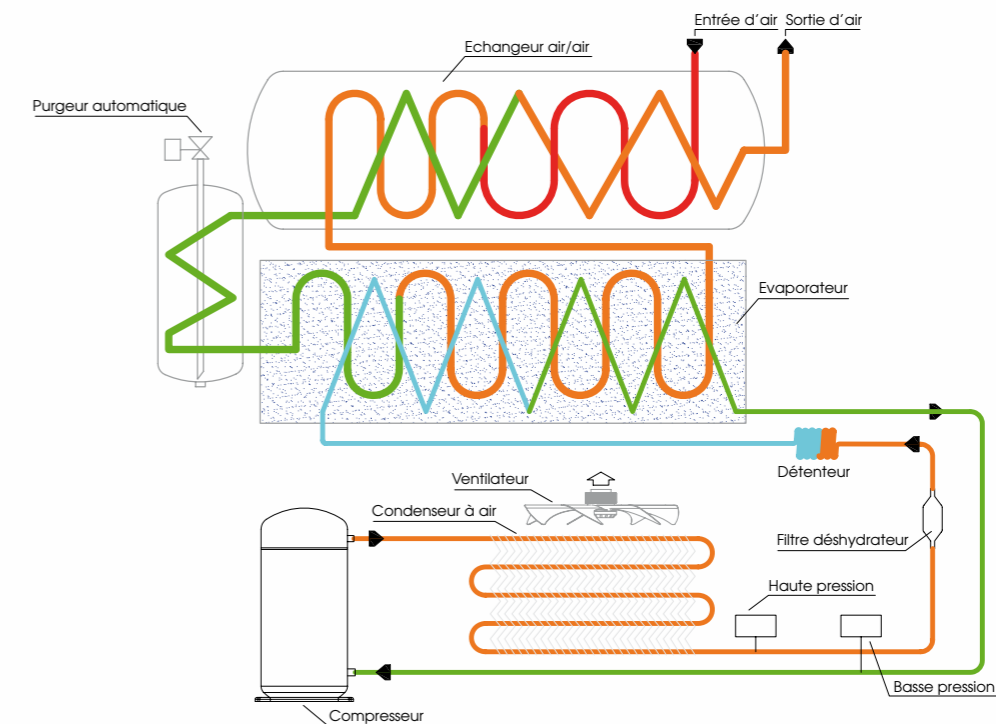 Entrée d'air
Sortie d'air
Echangeur air/air
Purgeur automatique
Evaporateur
Détenteur
Ventilateur
Condenseur à air
Filtre déshydrateur
Haute pression
Basse pression
Compresseur